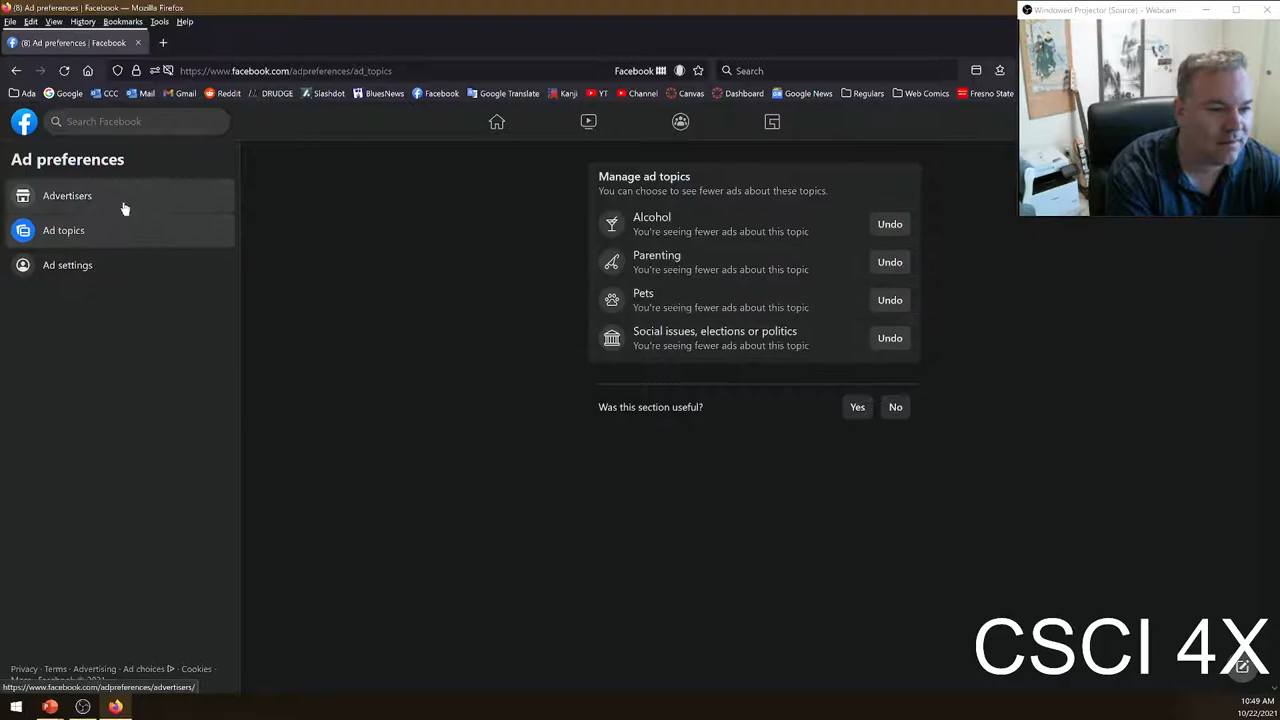 (8) Ad preferences | Facebook — Mozilla Firefox
Windowed Projector (Source) - Webcam
File Edit View History Bookmarks Tools Help
(8) Ad preferences | Facebook
https://www.facebook.com/adpreferences/ad_topics
Facebook
Search
Ada Google CCC Mail Gmail Reddit DRUDGE Slashdot BluesNews Facebook Google Translate Kanji YT Channel Canvas Dashboard Google News Regulars Web Comics Fresno State
Search Facebook
Ad preferences
Advertisers
Ad topics
Ad settings
Manage ad topics
You can choose to see fewer ads about these topics.
Alcohol
You're seeing fewer ads about this topic
Undo
Parenting
You're seeing fewer ads about this topic
Undo
Pets
You're seeing fewer ads about this topic
Undo
Social issues, elections or politics
You're seeing fewer ads about this topic
Undo
Was this section useful?
Yes
No
CSCI 4X
Privacy · Terms · Advertising · Ad choices · Cookies ·
https://www.facebook.com/adpreferences/advertisers/
10:49 AM
10/22/2021